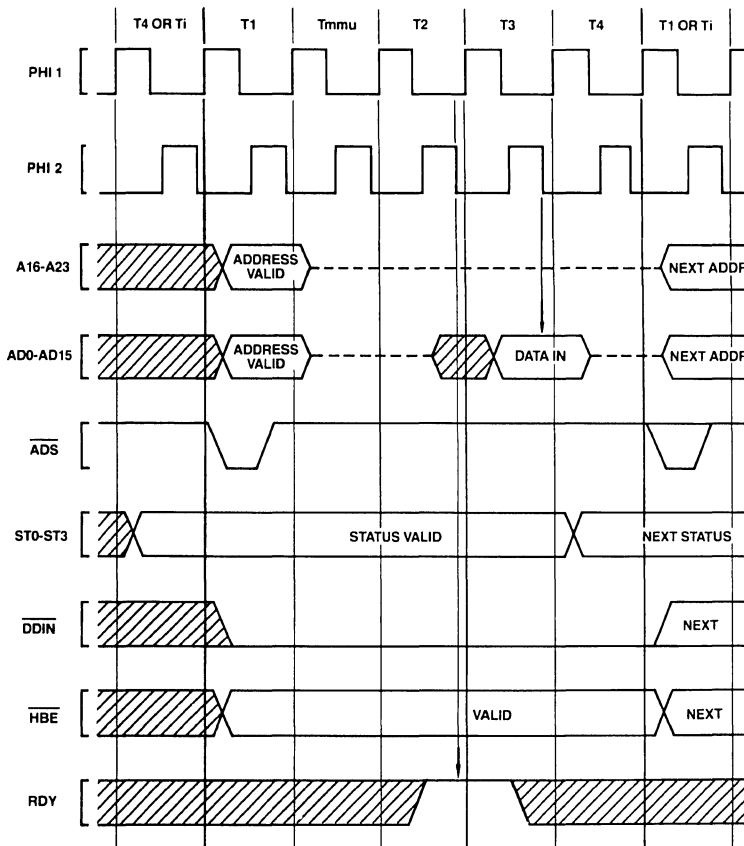 T4 OR Ti T1 Tmmu T2 T3 T4 T1 OR Ti
PHI 1
PHI 2
A16-A23 ADDRESS VALID NEXT ADDR
AD0-AD15 ADDRESS VALID DATA IN NEXT ADDR
ADS
ST0-ST3 STATUS VALID NEXT STATUS
DDIN NEXT
HBE VALID NEXT
RDY